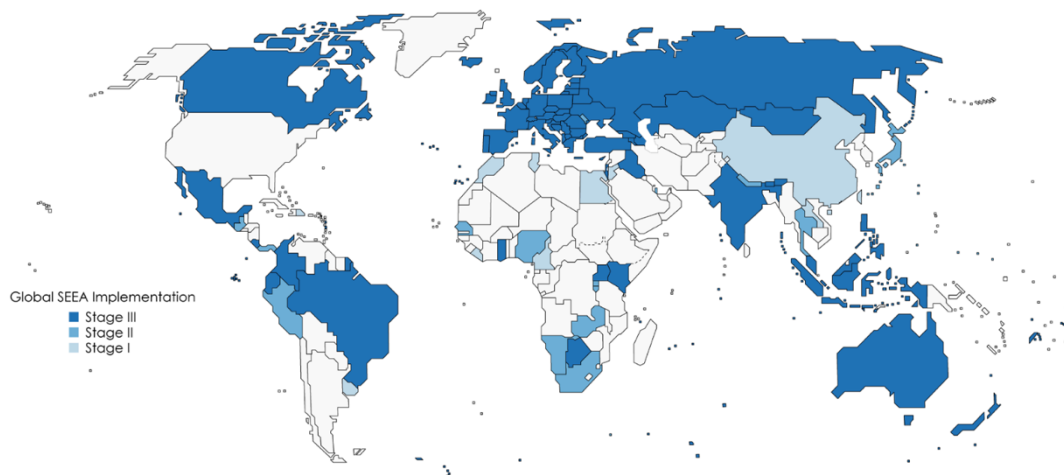 Global SEEA Implementation
Stage III
Stage II
Stage I